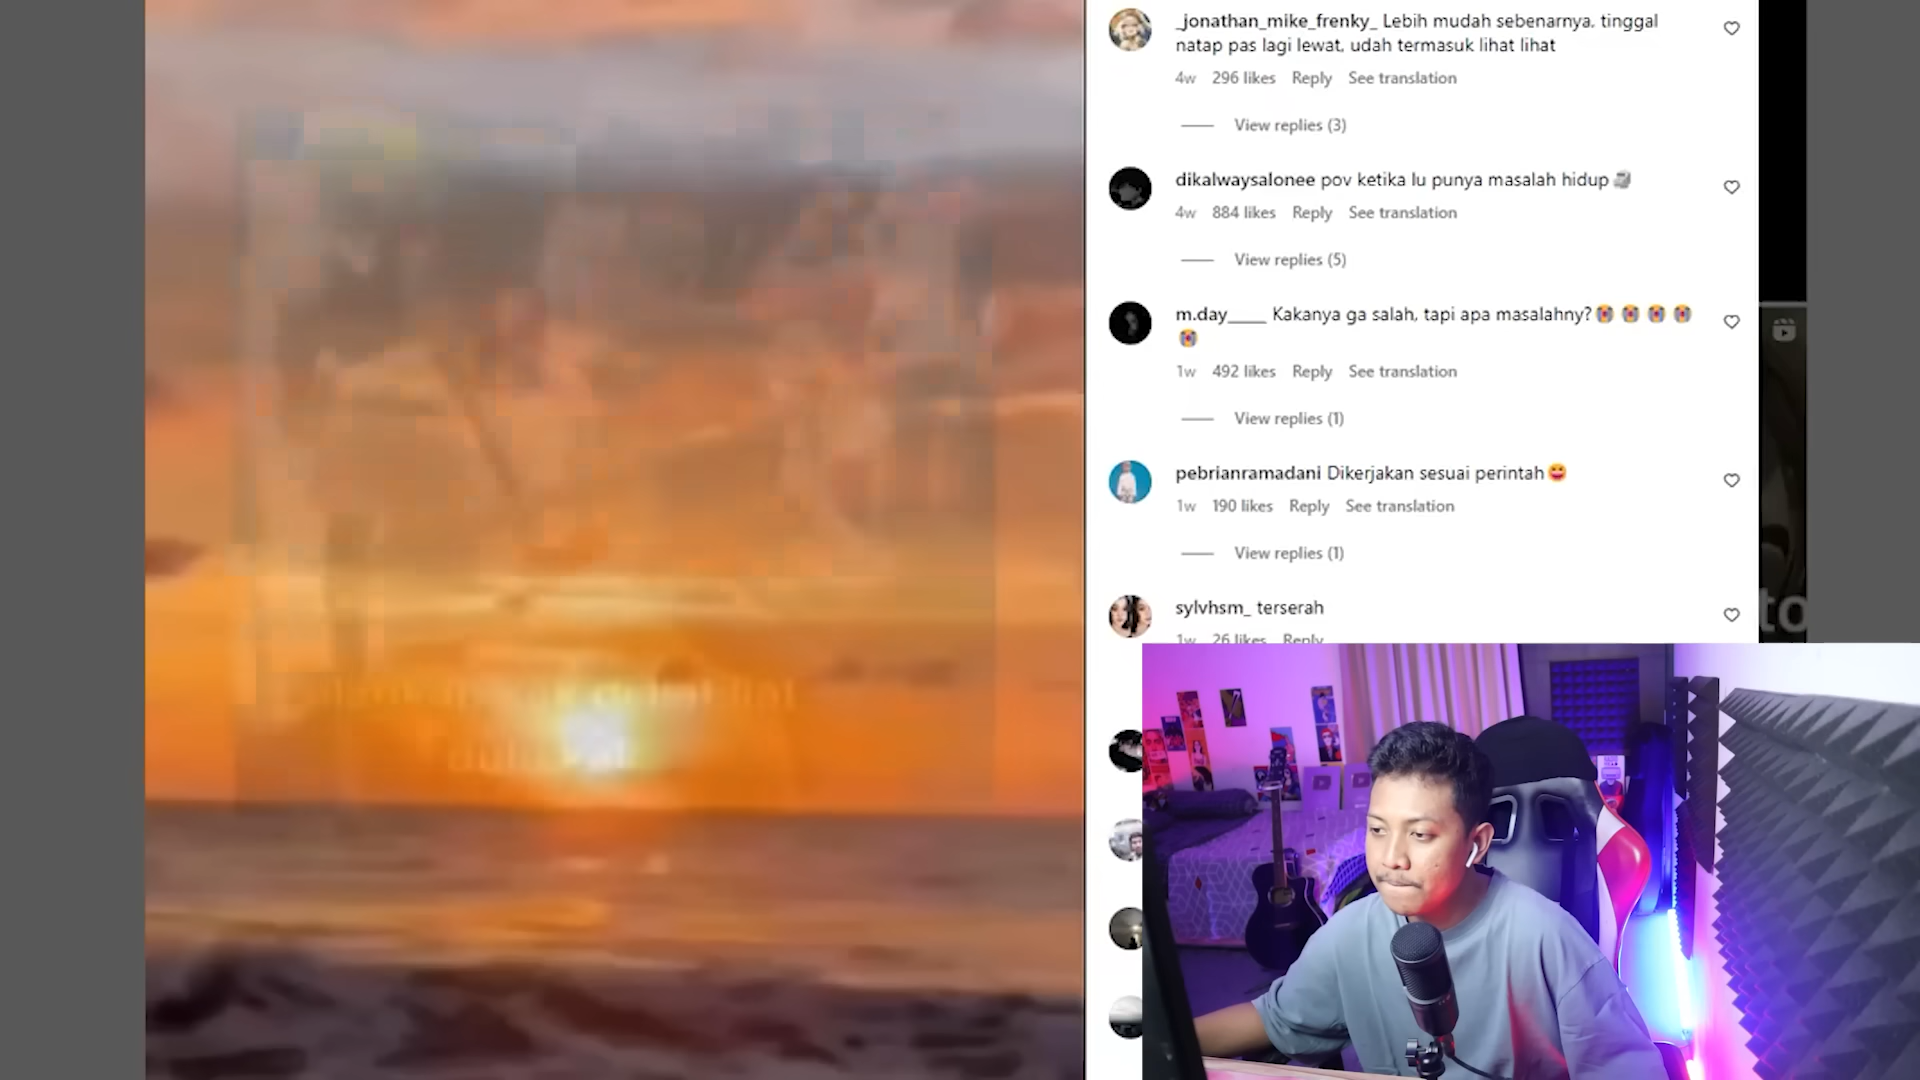 _jonathan_mike_frenky_ Lebih mudah sebenarnya, tinggal
natap pas lagi lewat, udah termasuk lihat lihat
4w 296 likes Reply See translation
View replies (3)
dikalwaysalonee pov ketika lu punya masalah hidup🗿
4w 884 likes Reply See translation
View replies (5)
m.day____ Kakanya ga salah, tapi apa masalahny?😭😭😭😭
😭
1w 492 likes Reply See translation
View replies (1)
pebrianramadani Dikerjakan sesuai perintah😀
1w 190 likes Reply See translation
View replies (1)
sylvhsm_ terserah
1w 26 likes Reply
to